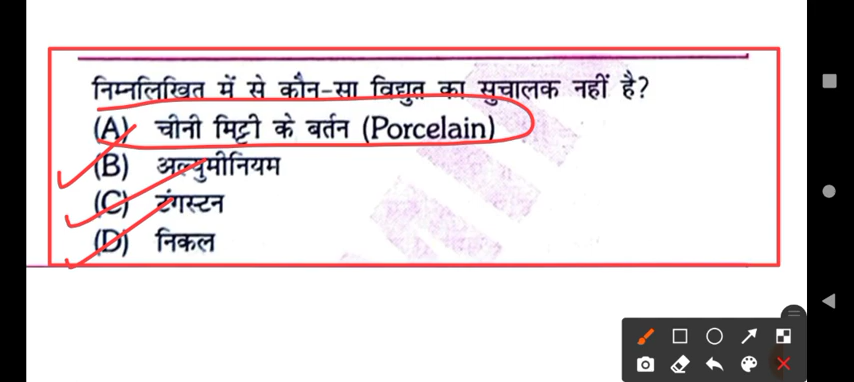 निम्नलिखित में से कौन-सा विद्युत का सुचालक नहीं है?
(A) चीनी मिट्टी के बर्तन (Porcelain)
(B) अल्युमीनियम
(C) टंगस्टन
(D) निकल